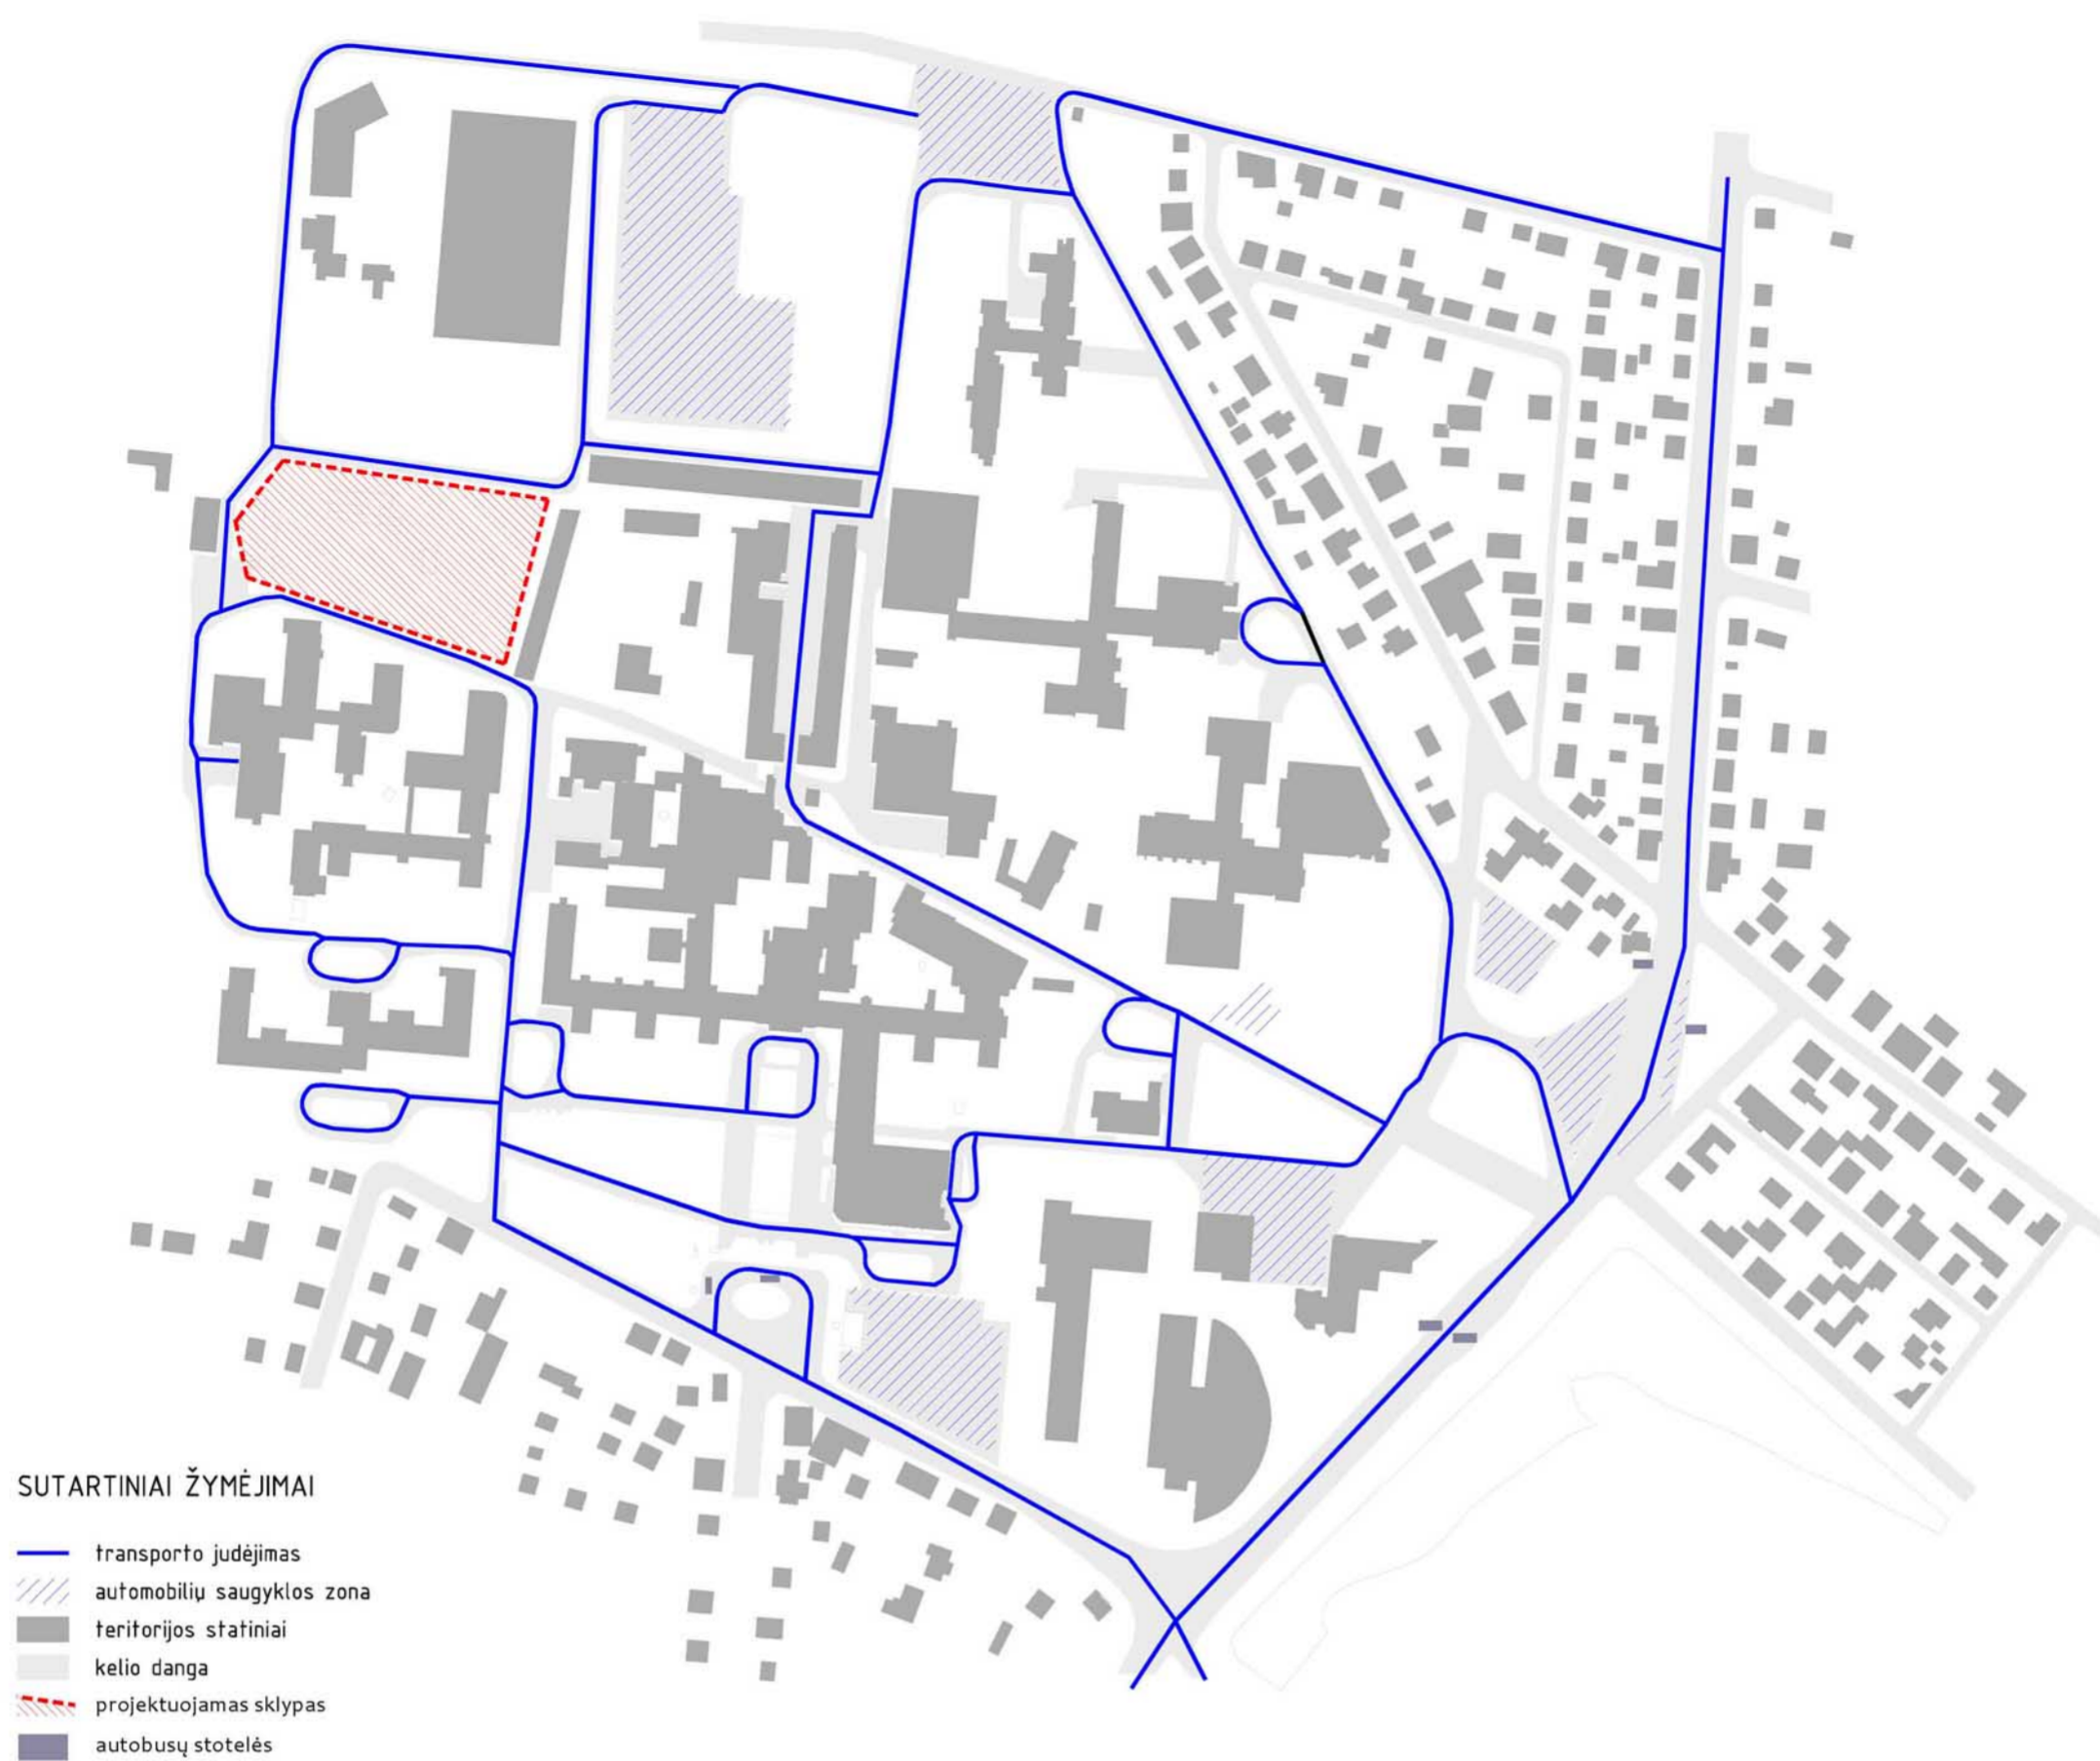 SUTARTINIAI ŽYMĖJIMAI
transporto judėjimas
automobilių saugyklos zona
teritorijos statiniai
kelio danga
projektuojamas sklypas
autobusų stotelės